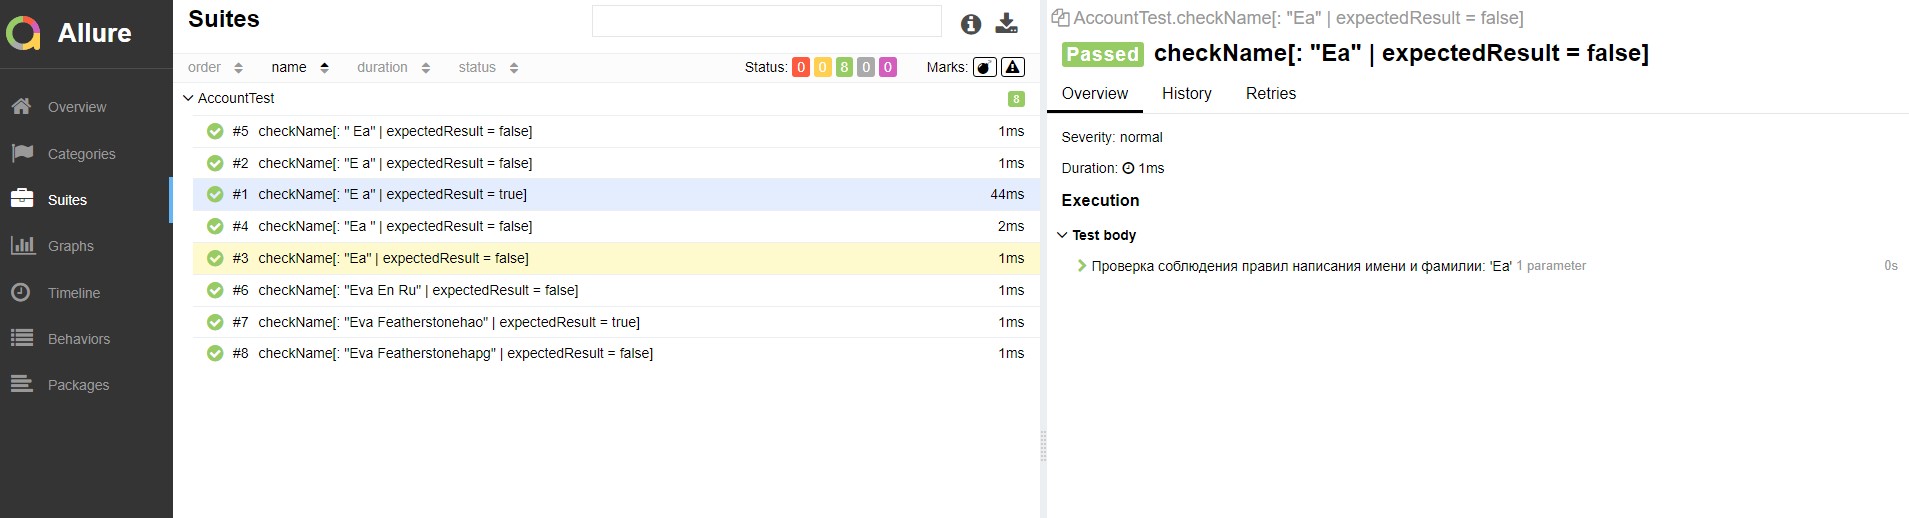 Allure
Overview
Categories
Suites
Graphs
Timeline
Behaviors
Packages
Suites
order name duration status Status: 0 0 8 0 0 Marks:
AccountTest 8
#5 checkName[: " Ea" | expectedResult = false] 1ms
#2 checkName[: "E a" | expectedResult = false] 1ms
#1 checkName[: "E a" | expectedResult = true] 44ms
#4 checkName[: "Ea " | expectedResult = false] 2ms
#3 checkName[: "Ea" | expectedResult = false] 1ms
#6 checkName[: "Eva En Ru" | expectedResult = false] 1ms
#7 checkName[: "Eva Featherstonehao" | expectedResult = true] 1ms
#8 checkName[: "Eva Featherstonehapg" | expectedResult = false] 1ms
AccountTest.checkName[: "Ea" | expectedResult = false]
Passed checkName[: "Ea" | expectedResult = false]
Overview History Retries
Severity: normal
Duration: 1ms
Execution
Test body
Проверка соблюдения правил написания имени и фамилии: 'Ea' 1 parameter 0s